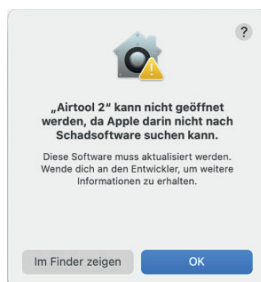 ?
„Airtool 2“ kann nicht geöffnet
werden, da Apple darin nicht nach
Schadsoftware suchen kann.
Diese Software muss aktualisiert werden.
Wende dich an den Entwickler, um weitere
Informationen zu erhalten.
Im Finder zeigen
OK